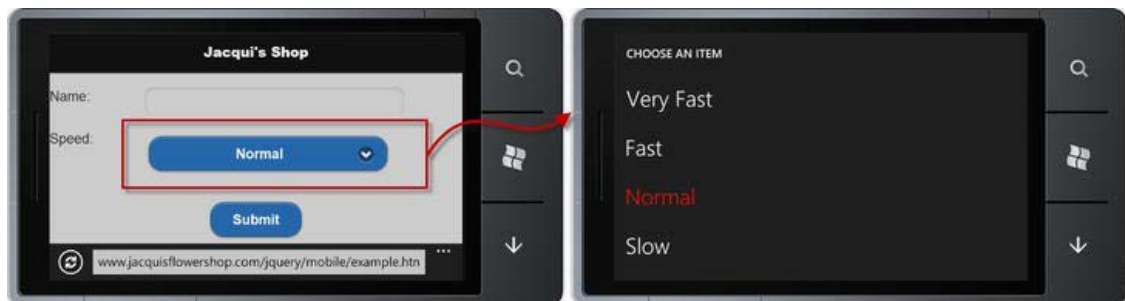 Jacqui's Shop
Name:
Speed:
Normal
Submit
www.jacquisflowershop.com/jquery/mobile/example.htn
CHOOSE AN ITEM
Very Fast
Fast
Normal
Slow